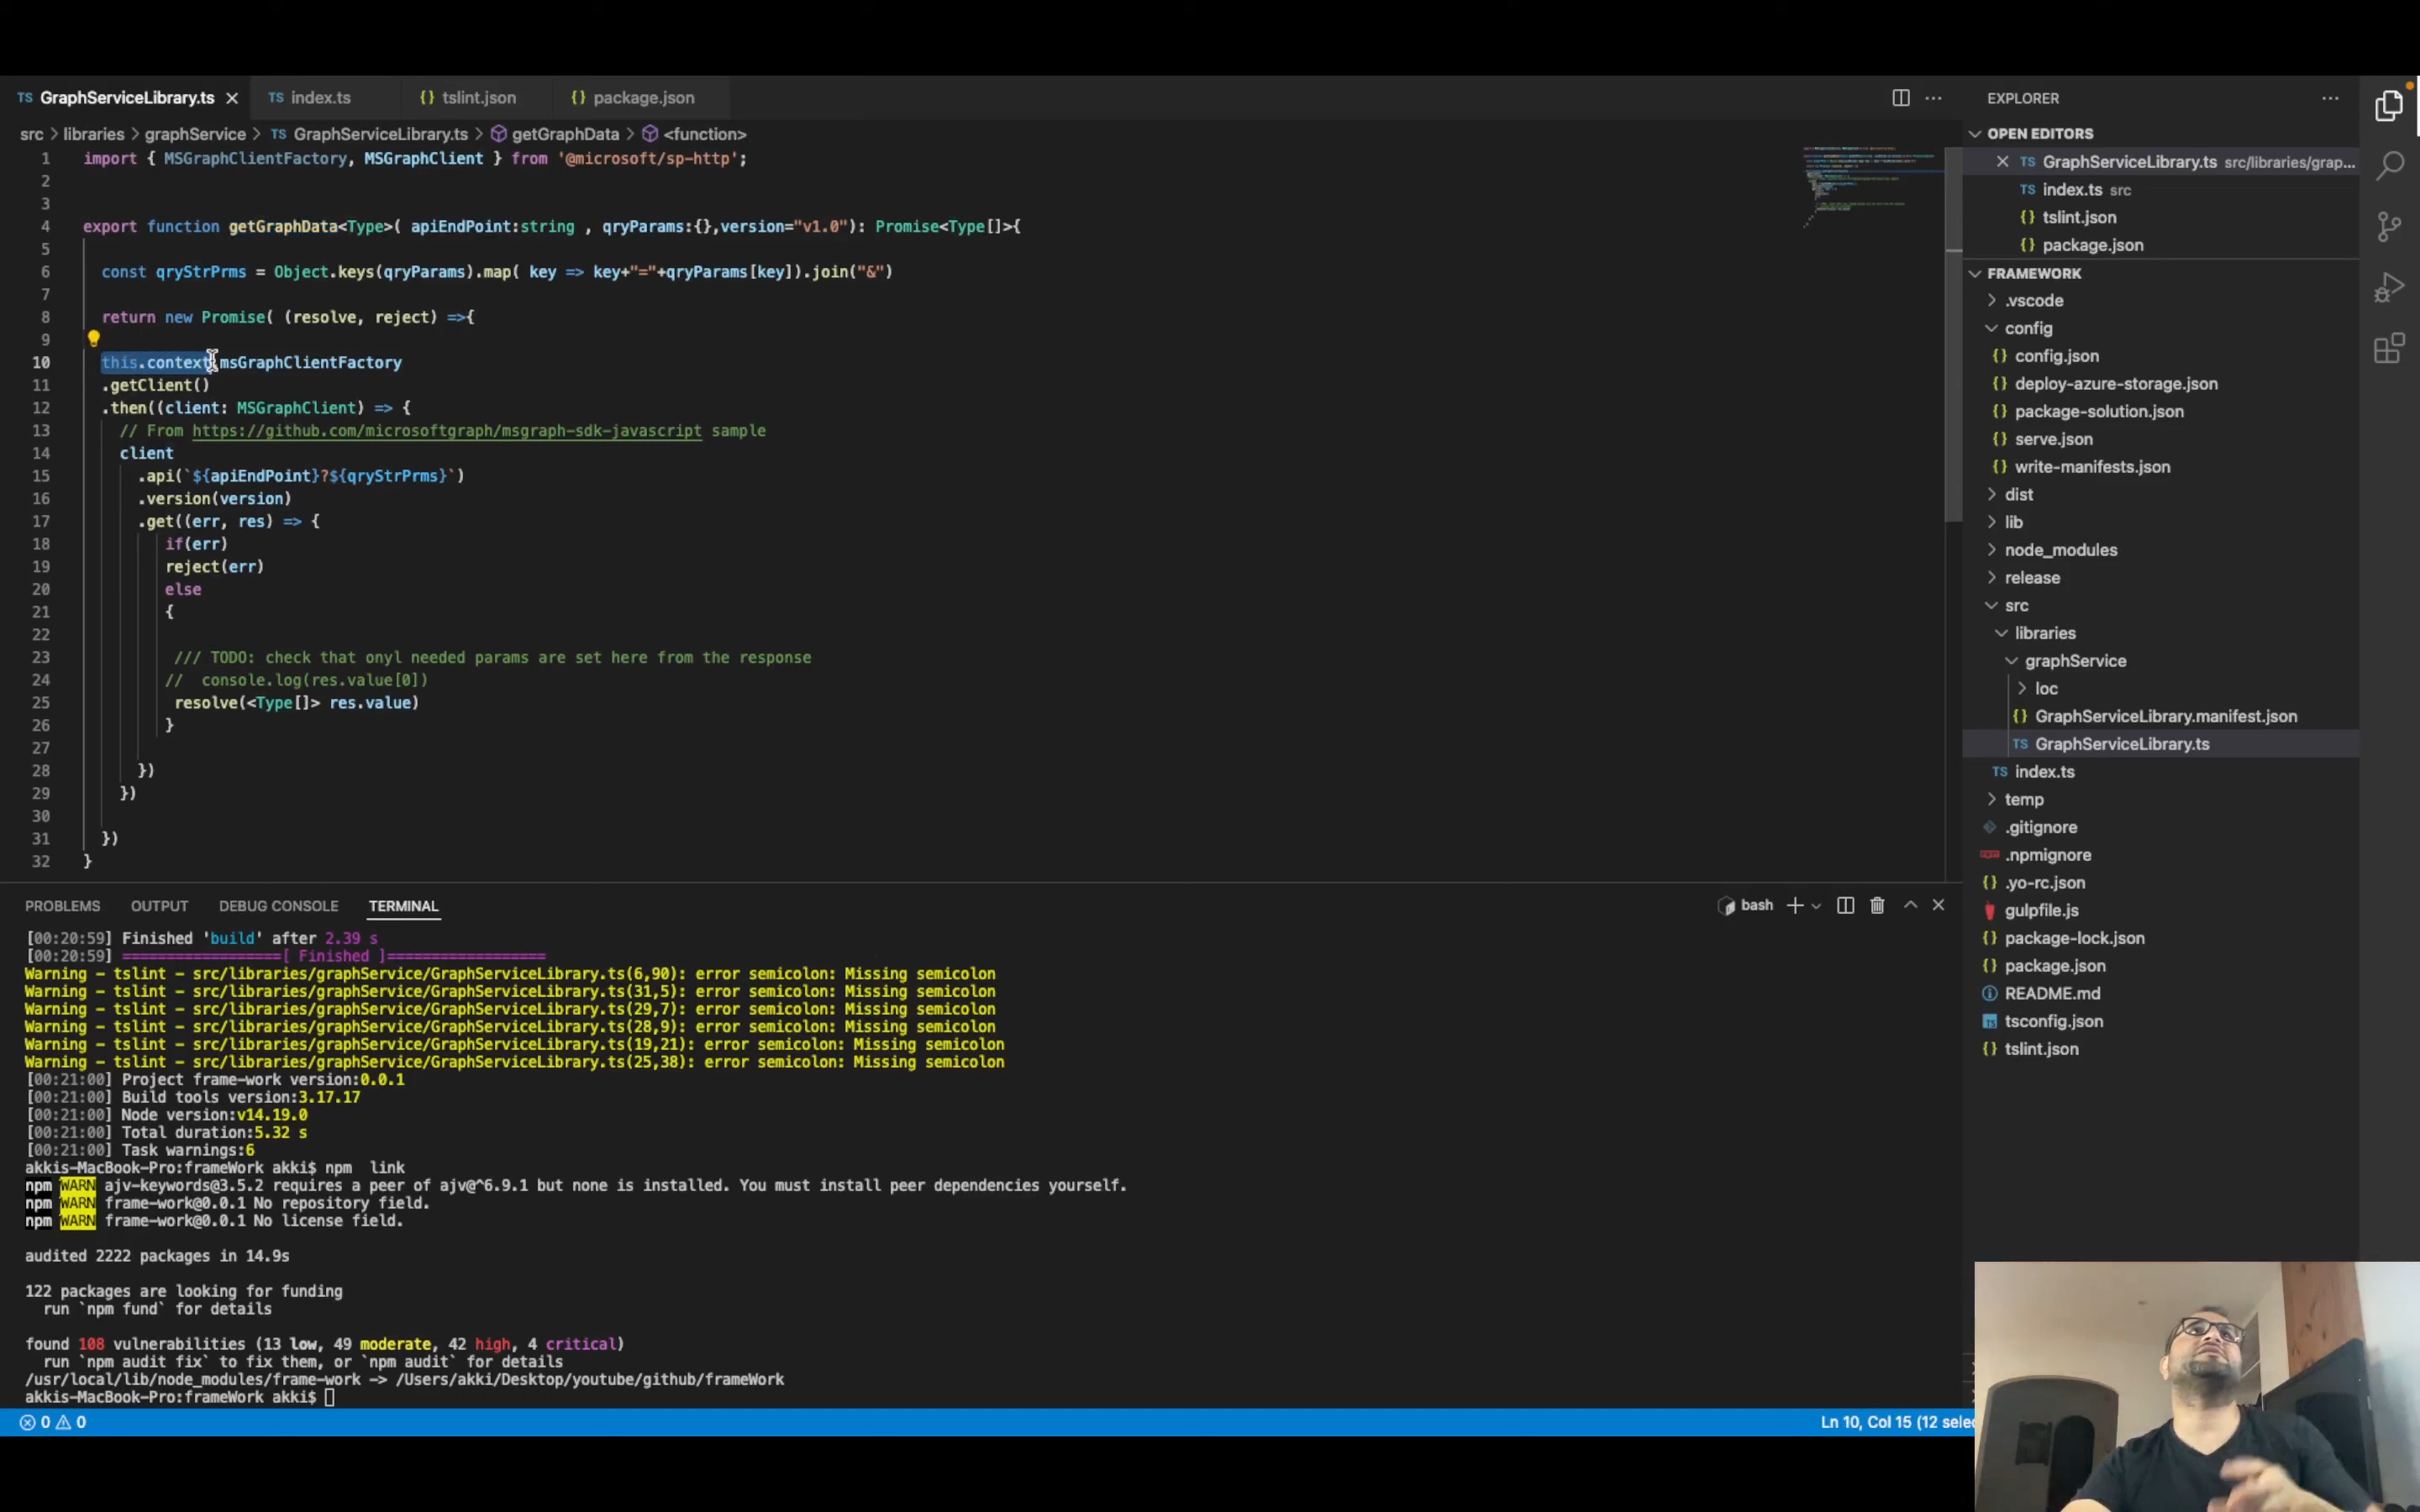 GraphServiceLibrary.ts
index.ts
tslint.json
package.json
src > libraries > graphService > TS GraphServiceLibrary.ts > getGraphData > <function>
1 import { MSGraphClientFactory, MSGraphClient } from '@microsoft/sp-http';
2
3
4 export function getGraphData<Type>( apiEndPoint:string , qryParams:{},version="v1.0"): Promise<Type[]>{
5
6 const qryStrPrms = Object.keys(qryParams).map( key => key+"="+qryParams[key]).join("&")
7
8 return new Promise( (resolve, reject) =>{
9
10 this.context.msGraphClientFactory
11 .getClient()
12 .then((client: MSGraphClient) => {
13 // From https://github.com/microsoftgraph/msgraph-sdk-javascript sample
14 client
15 .api(`${apiEndPoint}?${qryStrPrms}`)
16 .version(version)
17 .get((err, res) => {
18 if(err)
19 reject(err)
20 else
21 {
22
23 /// TODO: check that onyl needed params are set here from the response
24 // console.log(res.value[0])
25 resolve(<Type[]> res.value)
26 }
27
28 })
29 })
30
31 })
32 }
PROBLEMS OUTPUT DEBUG CONSOLE TERMINAL
bash
[00:20:59] Finished 'build' after 2.39 s
[00:20:59] ==================[ Finished ]==================
Warning - tslint - src/libraries/graphService/GraphServiceLibrary.ts(6,90): error semicolon: Missing semicolon
Warning - tslint - src/libraries/graphService/GraphServiceLibrary.ts(31,5): error semicolon: Missing semicolon
Warning - tslint - src/libraries/graphService/GraphServiceLibrary.ts(29,7): error semicolon: Missing semicolon
Warning - tslint - src/libraries/graphService/GraphServiceLibrary.ts(28,9): error semicolon: Missing semicolon
Warning - tslint - src/libraries/graphService/GraphServiceLibrary.ts(19,21): error semicolon: Missing semicolon
Warning - tslint - src/libraries/graphService/GraphServiceLibrary.ts(25,38): error semicolon: Missing semicolon
[00:21:00] Project frame-work version:0.0.1
[00:21:00] Build tools version:3.17.17
[00:21:00] Node version:v14.19.0
[00:21:00] Total duration:5.32 s
[00:21:00] Task warnings:6
akkis-MacBook-Pro:frameWork akki$ npm  link
npm WARN ajv-keywords@3.5.2 requires a peer of ajv@^6.9.1 but none is installed. You must install peer dependencies yourself.
npm WARN frame-work@0.0.1 No repository field.
npm WARN frame-work@0.0.1 No license field.
audited 2222 packages in 14.9s
122 packages are looking for funding
run `npm fund` for details
found 108 vulnerabilities (13 low, 49 moderate, 42 high, 4 critical)
run `npm audit fix` to fix them, or `npm audit` for details
/usr/local/lib/node_modules/frame-work -> /Users/akki/Desktop/youtube/github/frameWork
akkis-MacBook-Pro:frameWork akki$
0 0
Ln 10, Col 15 (12 selec
EXPLORER
OPEN EDITORS
TS GraphServiceLibrary.ts src/libraries/grap...
TS index.ts src
{} tslint.json
{} package.json
FRAMEWORK
.vscode
config
{} config.json
{} deploy-azure-storage.json
{} package-solution.json
{} serve.json
{} write-manifests.json
dist
lib
node_modules
release
src
libraries
graphService
loc
{} GraphServiceLibrary.manifest.json
TS GraphServiceLibrary.ts
TS index.ts
temp
.gitignore
.npmignore
{} .yo-rc.json
gulpfile.js
{} package-lock.json
{} package.json
README.md
tsconfig.json
{} tslint.json